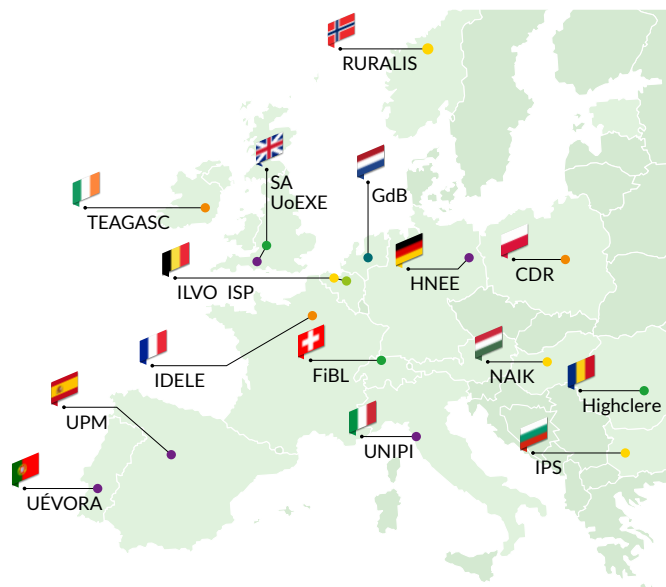 RURALIS
SA
UoEXE
GdB
TEAGASC
HNEE
CDR
ILVO ISP
IDELE
FiBL
NAIK
Highclere
UPM
UNIPI
IPS
UÉVORA